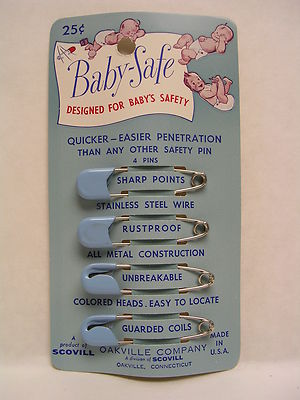 25¢
Baby-Safe
DESIGNED FOR BABY'S SAFETY
QUICKER—EASIER PENETRATION
THAN ANY OTHER SAFETY PIN
4 PINS
SHARP POINTS
STAINLESS STEEL WIRE
RUSTPROOF
ALL METAL CONSTRUCTION
UNBREAKABLE
COLORED HEADS. EASY TO LOCATE
GUARDED COILS
A product of SCOVILL
OAKVILLE COMPANY
A division of SCOVILL
OAKVILLE, CONNECTICUT
MADE IN U.S.A.